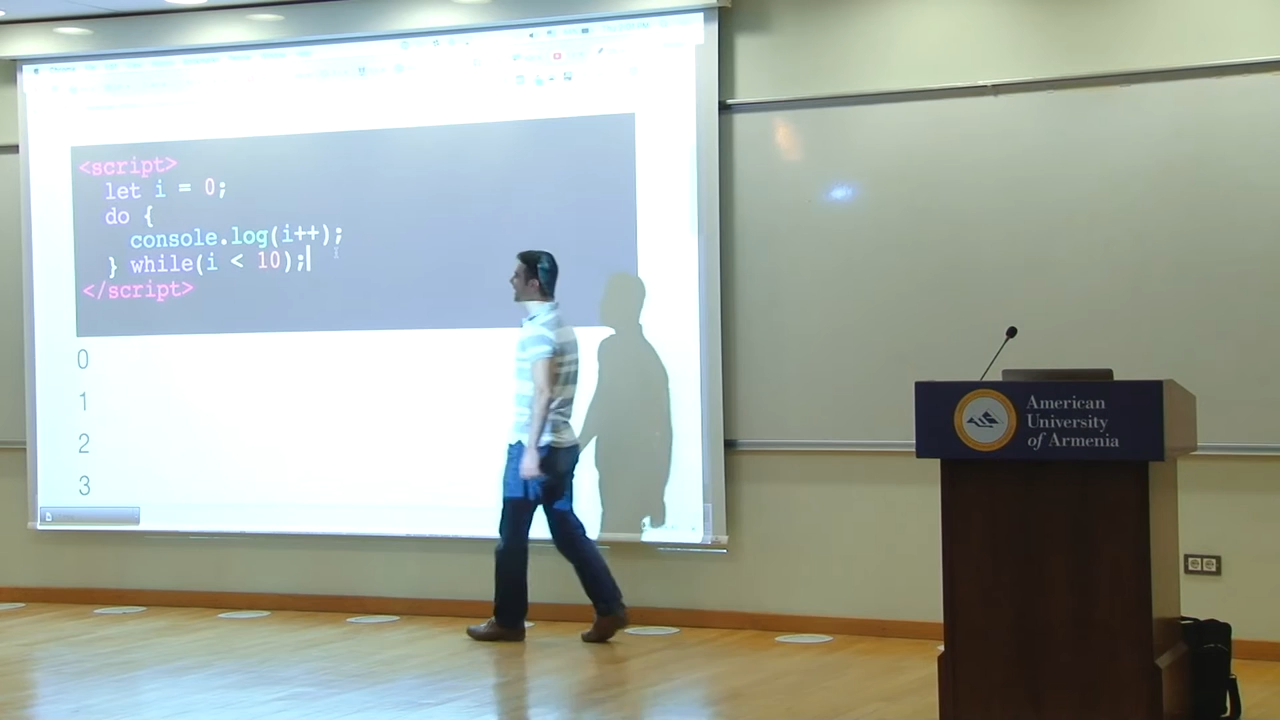 <script>
let i = 0;
do {
console.log(i++);
} while(i < 10);
</script>
0
1
2
3
American
University
of Armenia